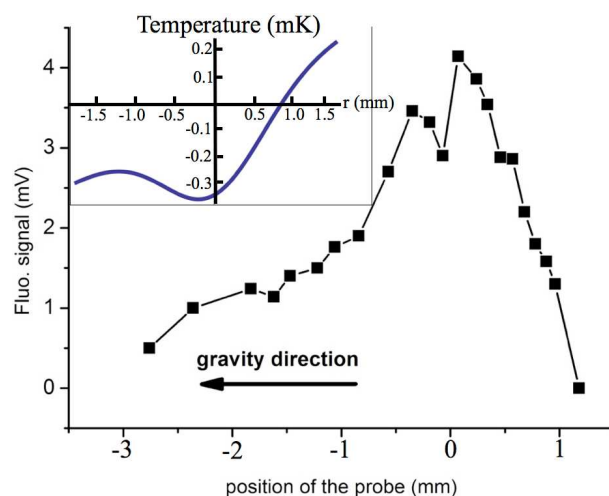 Temperature (mK)
0.2
0.1
r (mm)
-1.5 -1.0 -0.5 0.5 1.0 1.5
-0.1
-0.2
-0.3
4
3
2
1
0
Fluo. signal (mV)
gravity direction
-3 -2 -1 0 1
position of the probe (mm)